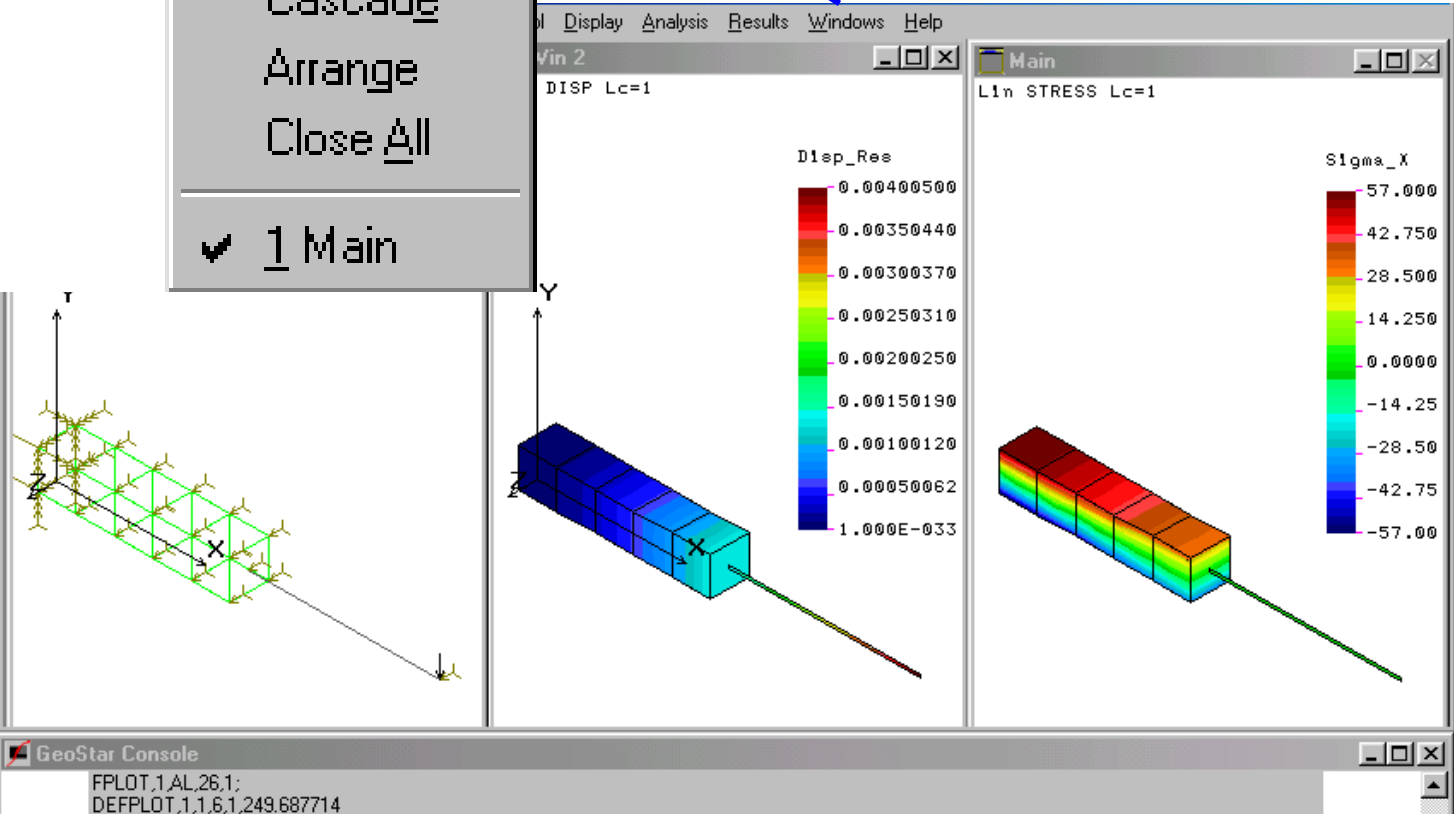 Cascade
Arrange
Close All
1 Main
Display Analysis Results Windows Help
Win 2
DISP Lc=1
Disp_Res
0.00400500
0.00350440
0.00300370
0.00250310
0.00200250
0.00150190
0.00100120
0.00050062
1.000E-033
Main
Lin STRESS Lc=1
Sigma_X
57.000
42.750
28.500
14.250
0.0000
-14.25
-28.50
-42.75
-57.00
Y
Z
X
Y
Z
X
GeoStar Console
FPLOT,1,AL,26,1;
DEFPLOT,1,1,6,1,249.687714